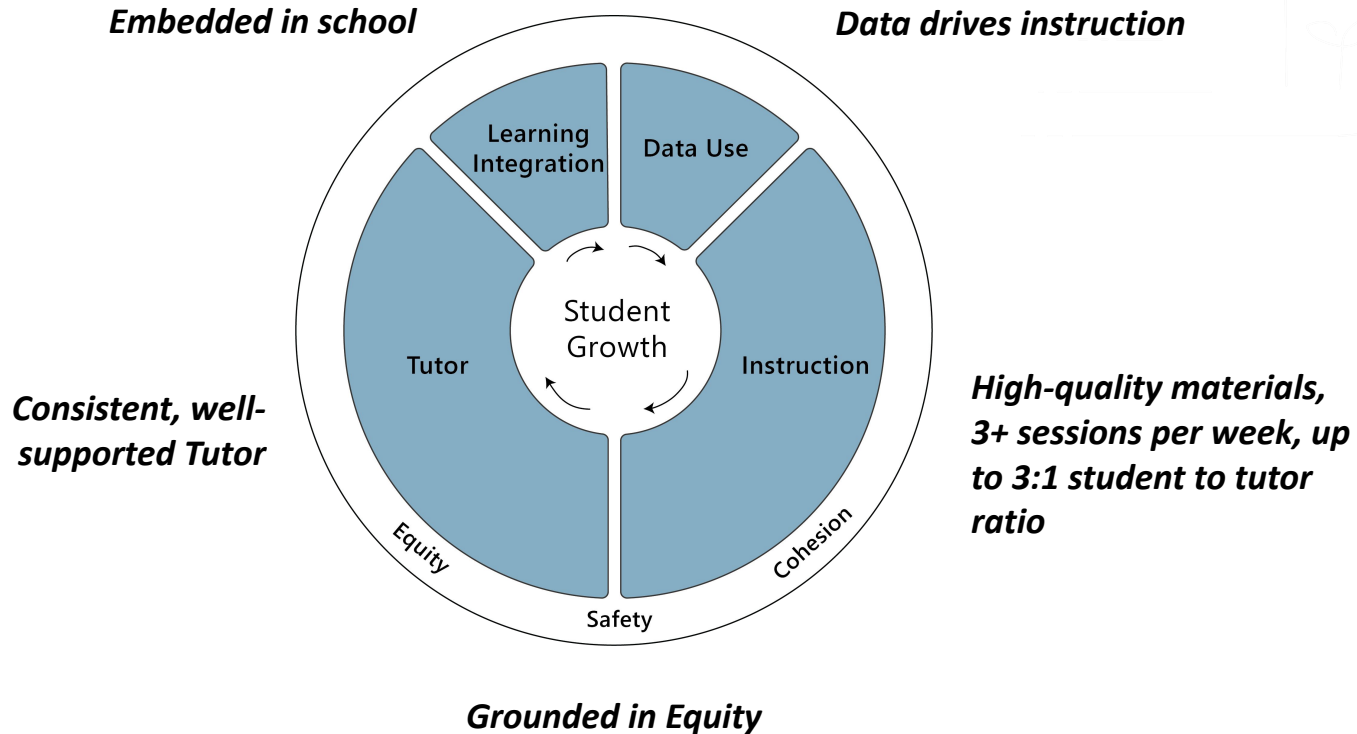 Embedded in school
Data drives instruction
Learning
Integration
Data Use
Student
Growth
Tutor
Instruction
Consistent, well-
supported Tutor
High-quality materials,
3+ sessions per week, up
to 3:1 student to tutor
ratio
Equity
Safety
Cohesion
Grounded in Equity